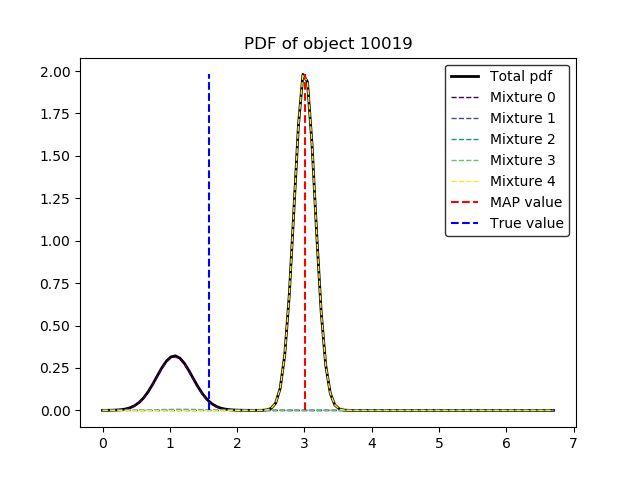 PDF of object 10019
2.00
1.75
1.50
1.25
1.00
0.75
0.50
0.25
0.00
0 1 2 3 4 5 6 7
Total pdf
Mixture 0
Mixture 1
Mixture 2
Mixture 3
Mixture 4
MAP value
True value